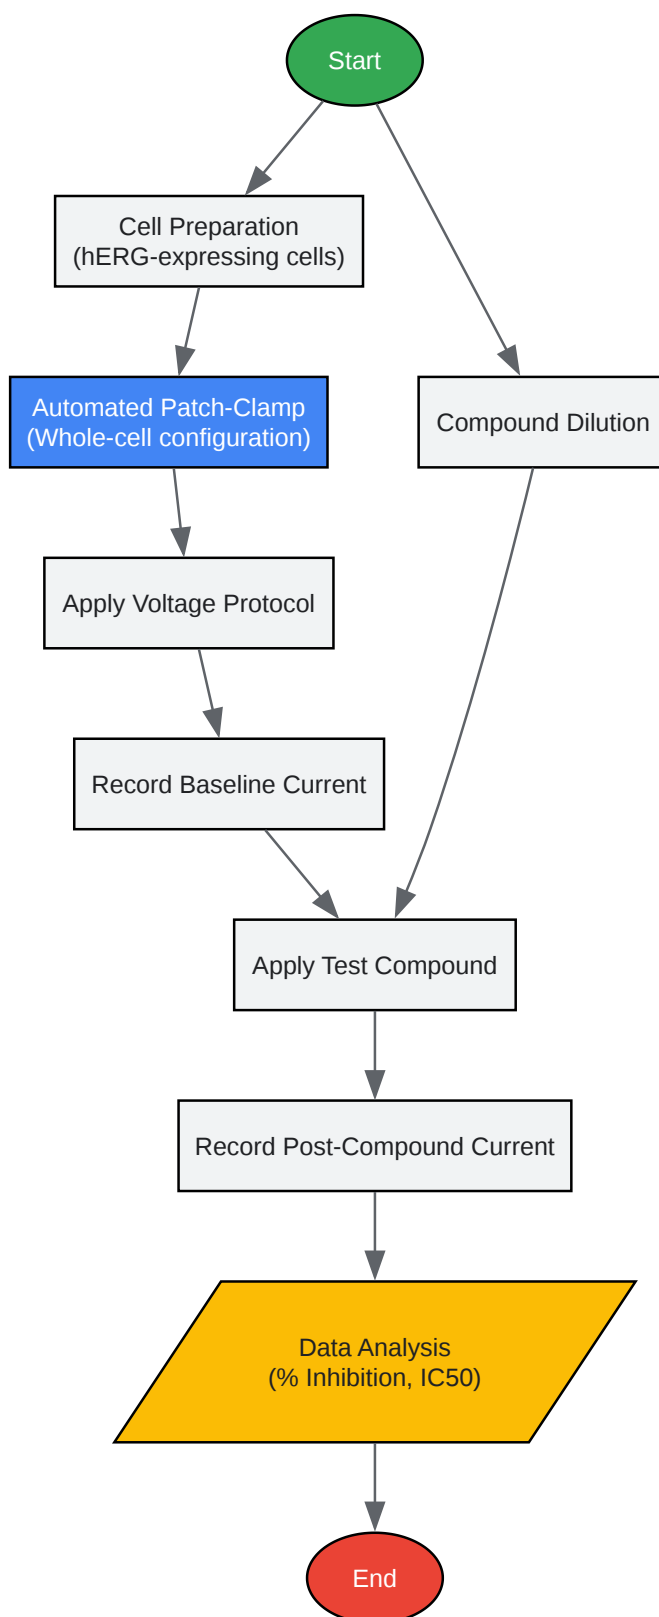 Start
Cell Preparation
(hERG-expressing cells)
Automated Patch-Clamp
(Whole-cell configuration)
Compound Dilution
Apply Voltage Protocol
Record Baseline Current
Apply Test Compound
Record Post-Compound Current
Data Analysis
(% Inhibition, IC50)
End